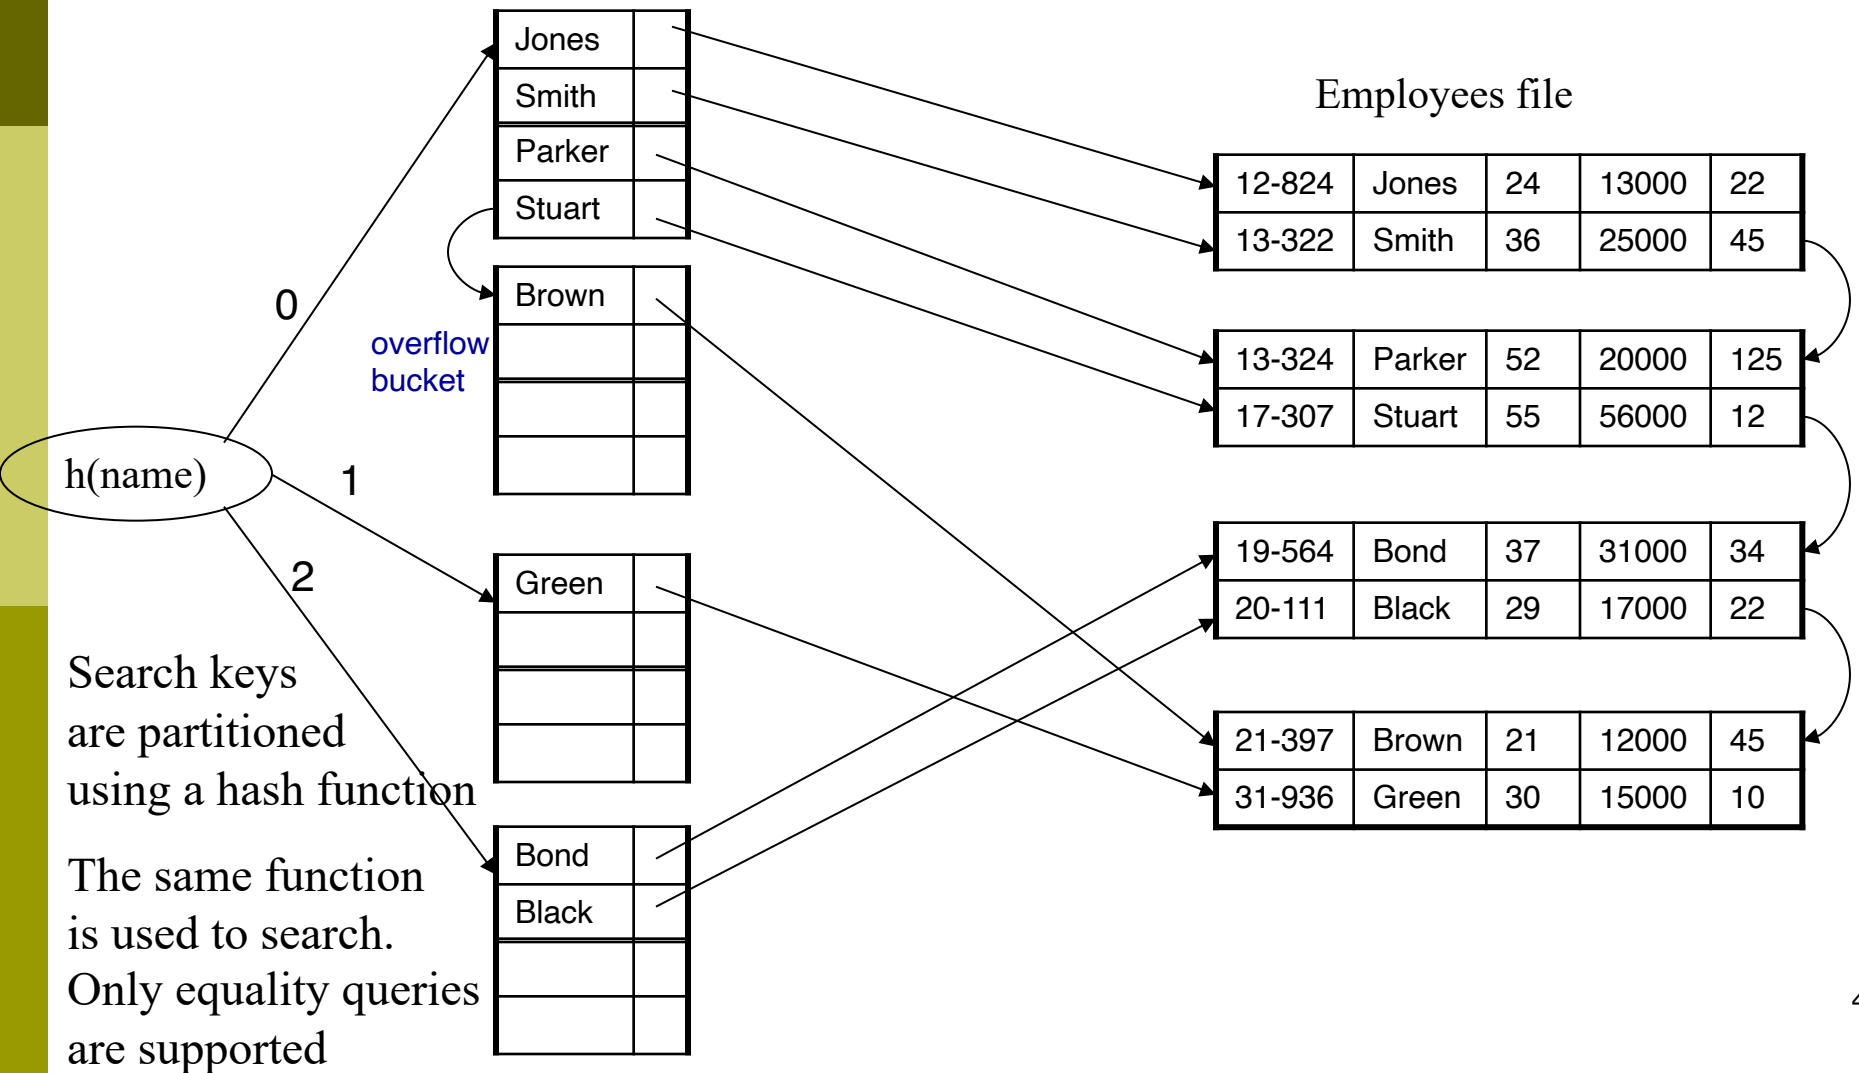 Jones
Smith
Parker
Stuart
Brown
overflow
bucket
0
h(name)
1
2
Green
Bond
Black
Search keys
are partitioned
using a hash function
The same function
is used to search.
Only equality queries
are supported
Employees file
12-824 Jones 24 13000 22
13-322 Smith 36 25000 45
13-324 Parker 52 20000 125
17-307 Stuart 55 56000 12
19-564 Bond 37 31000 34
20-111 Black 29 17000 22
21-397 Brown 21 12000 45
31-936 Green 30 15000 10